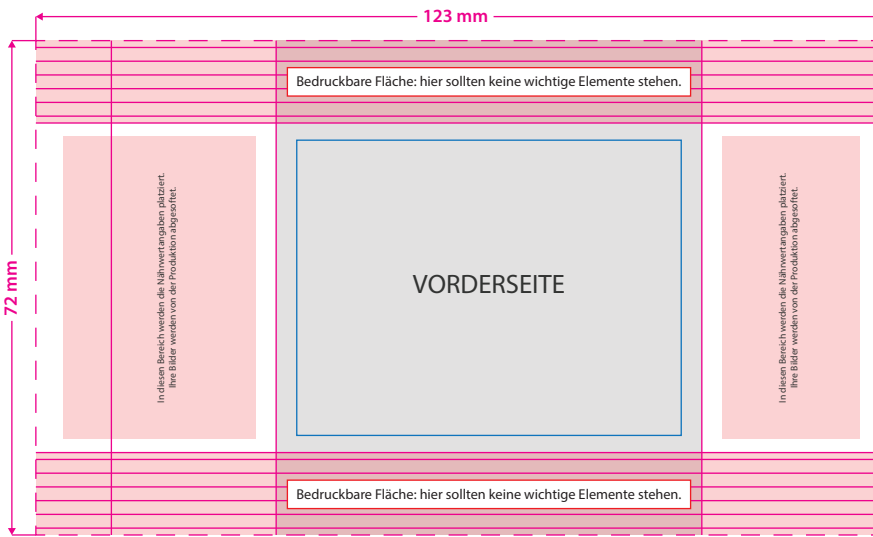 123 mm
Bedruckbare Fläche: hier sollten keine wichtige Elemente stehen.
72 mm
In diesen Bereich werden die Nährwertangaben platziert.
Ihre Bilder werden von der Produktion abgesoftet.
VORDERSEITE
In diesen Bereich werden die Nährwertangaben platziert.
Ihre Bilder werden von der Produktion abgesoftet.
Bedruckbare Fläche: hier sollten keine wichtige Elemente stehen.